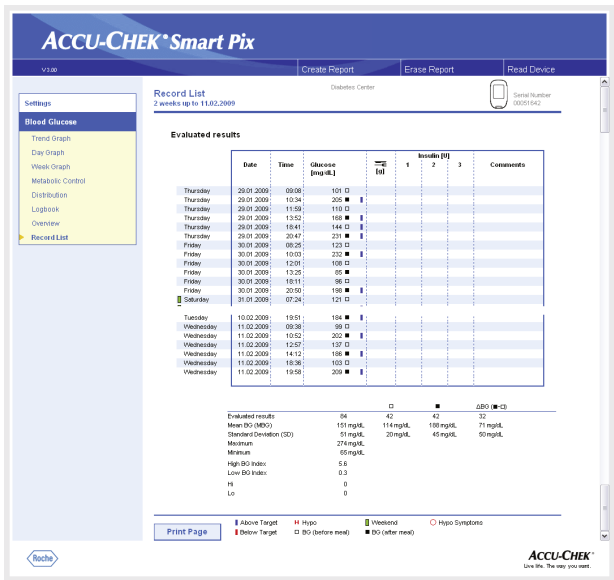 ACCU-CHEK® Smart Pix
V 3.00
Create Report
Erase Report
Read Device
Settings
Blood Glucose
Trend Graph
Day Graph
Week Graph
Metabolic Control
Distribution
Logbook
Overview
Record List
Record List
2 weeks up to 11.02.2009
Diabetes Center
Serial Number
00051642
Evaluated results
Insulin [U]
Date Time Glucose [mg/dL] [g] 1 2 3 Comments
Thursday 29.01.2009 09:08 101
Thursday 29.01.2009 10:34 205
Thursday 29.01.2009 11:59 110
Thursday 29.01.2009 13:52 168
Thursday 29.01.2009 18:41 144
Thursday 29.01.2009 20:47 231
Friday 30.01.2009 08:25 123
Friday 30.01.2009 10:03 232
Friday 30.01.2009 12:01 108
Friday 30.01.2009 13:25 85
Friday 30.01.2009 18:11 96
Friday 30.01.2009 20:50 198
Saturday 31.01.2009 07:24 121
Tuesday 10.02.2009 19:51 184
Wednesday 11.02.2009 09:38 99
Wednesday 11.02.2009 10:52 202
Wednesday 11.02.2009 12:57 137
Wednesday 11.02.2009 14:12 186
Wednesday 11.02.2009 18:36 103
Wednesday 11.02.2009 19:58 209
□ ■ ΔBG (■-□)
Evaluated results 84 42 42 32
Mean BG (MBG) 151 mg/dL 114 mg/dL 188 mg/dL 71 mg/dL
Standard Deviation (SD) 51 mg/dL 20 mg/dL 45 mg/dL 50 mg/dL
Maximum 274 mg/dL
Minimum 65 mg/dL
High BG Index 5.6
Low BG Index 0.3
Hi 0
Lo 0
Print Page
Above Target H Hypo Weekend Hypo Symptoms
Below Target BG (before meal) BG (after meal)
Roche
ACCU-CHEK®
Live life. The way you want.